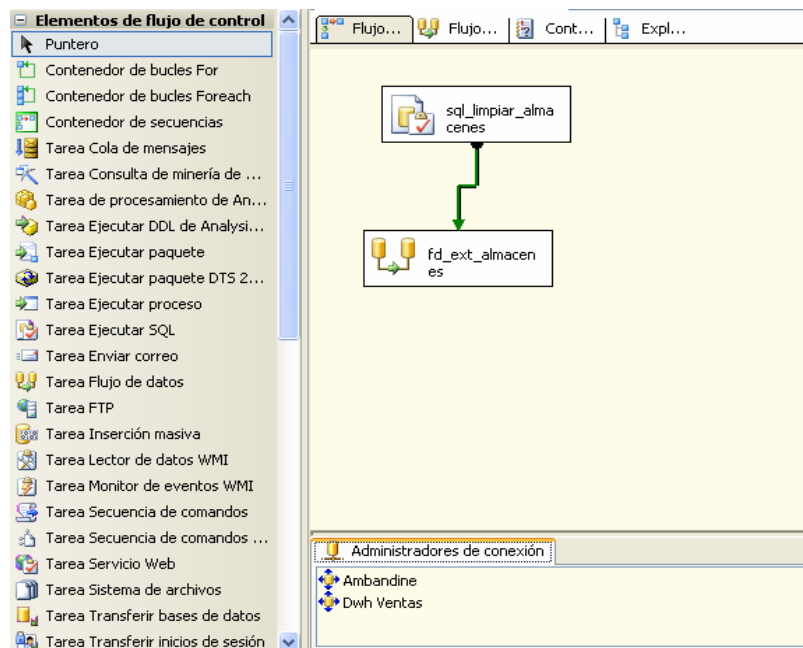 Elementos de flujo de control
Puntero
Contenedor de bucles For
Contenedor de bucles Foreach
Contenedor de secuencias
Tarea Cola de mensajes
Tarea Consulta de minería de ...
Tarea de procesamiento de An...
Tarea Ejecutar DDL de Analysi...
Tarea Ejecutar paquete
Tarea Ejecutar paquete DTS 2...
Tarea Ejecutar proceso
Tarea Ejecutar SQL
Tarea Enviar correo
Tarea Flujo de datos
Tarea FTP
Tarea Inserción masiva
Tarea Lector de datos WMI
Tarea Monitor de eventos WMI
Tarea Secuencia de comandos
Tarea Secuencia de comandos ...
Tarea Servicio Web
Tarea Sistema de archivos
Tarea Transferir bases de datos
Tarea Transferir inicios de sesión
Flujo... Flujo... Cont... Expl...
sql_limpiar_alma
cenes
fd_ext_almacen
es
Administradores de conexión
Ambandine
Dwh Ventas